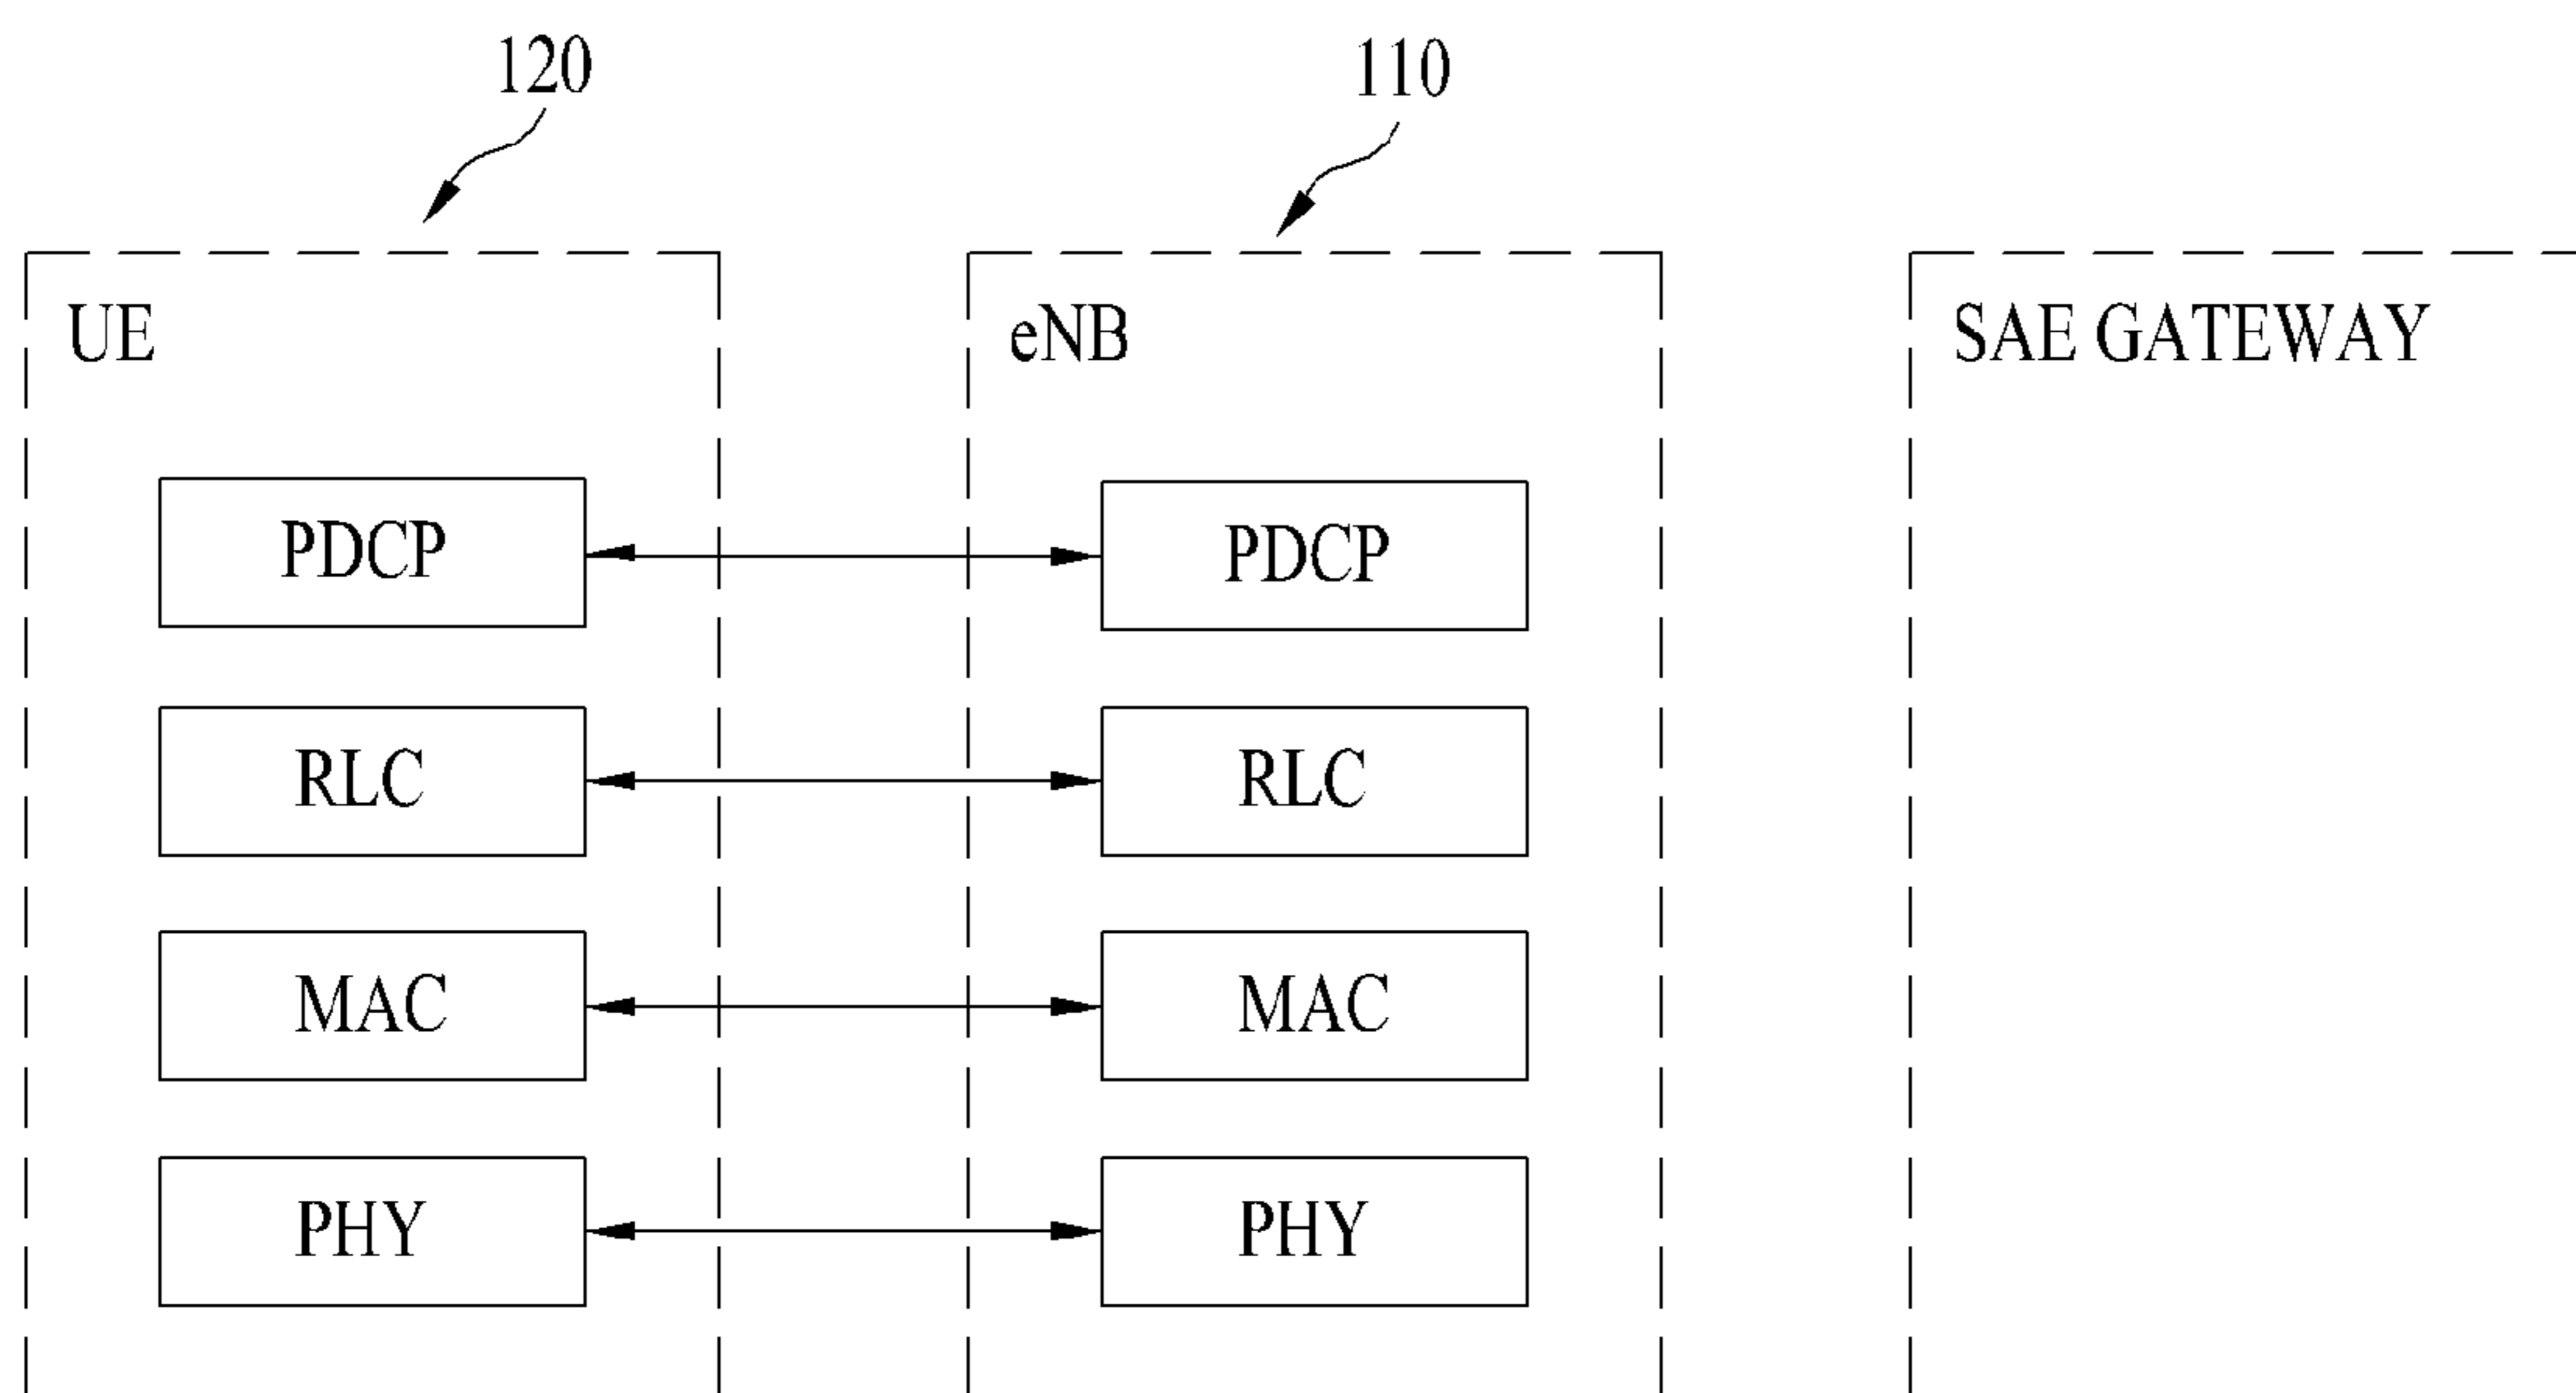 120
110
UE
eNB
SAE GATEWAY
PDCP
PDCP
RLC
RLC
MAC
MAC
PHY
PHY